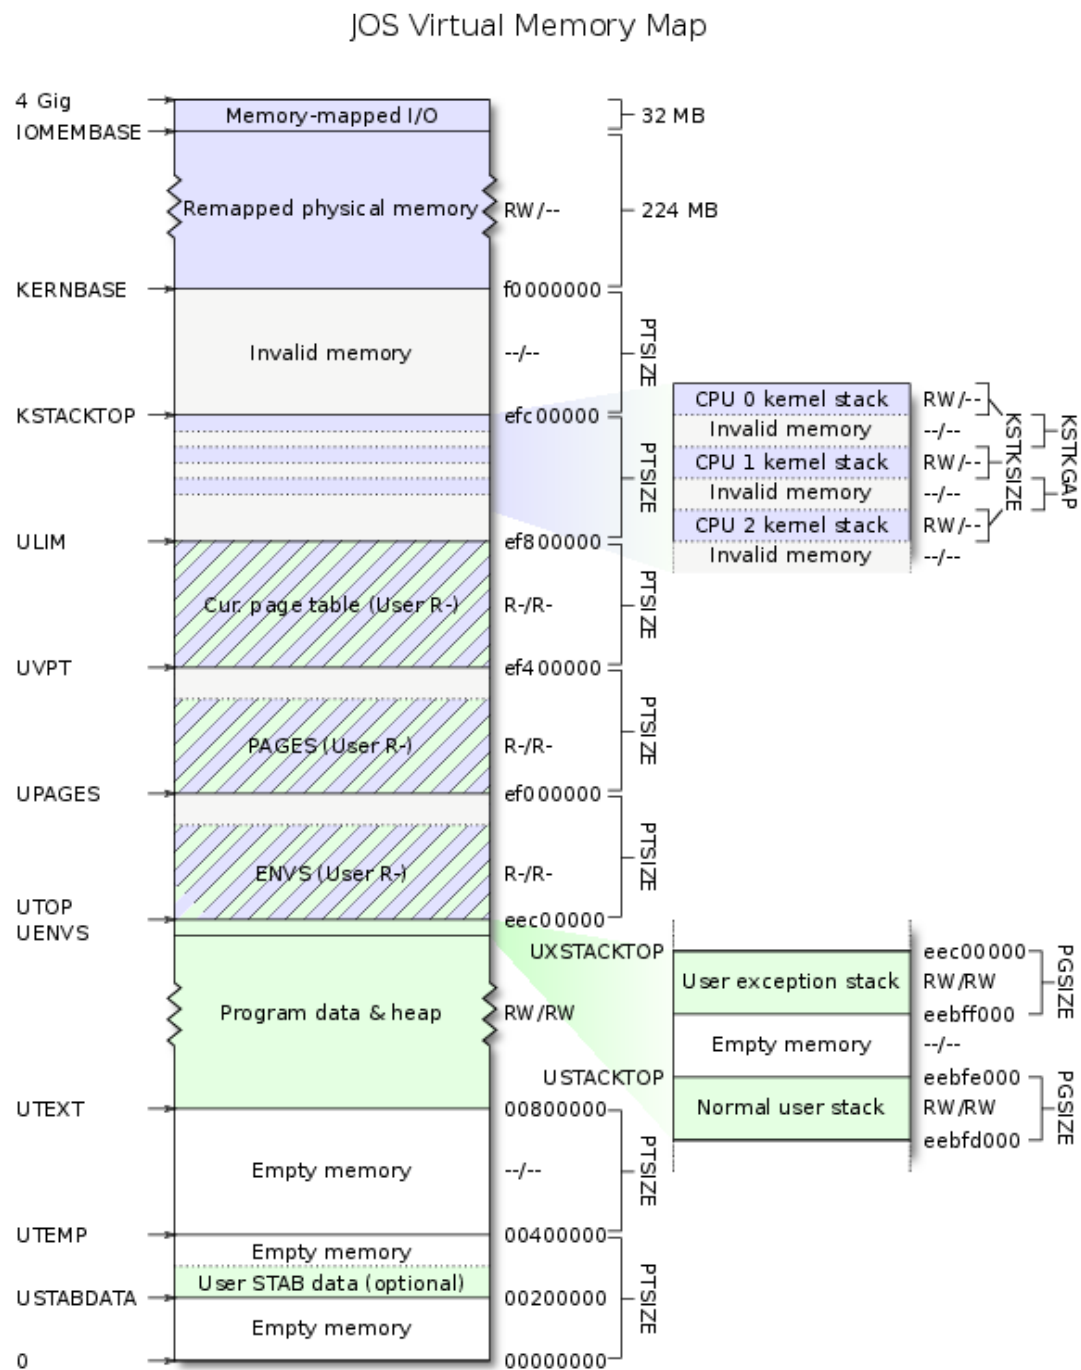 JOS Virtual Memory Map
4 Gig
Memory-mapped I/O
32 MB
IOMEMBASE
Remapped physical memory
RW/--
224 MB
KERNBASE
f0000000
Invalid memory
--/--
PTSIZE
KSTACKTOP
efc00000
PTSIZE
CPU 0 kernel stack
RW/--
Invalid memory
--/--
CPU 1 kernel stack
RW/--
Invalid memory
--/--
CPU 2 kernel stack
RW/--
Invalid memory
--/--
KSTKSIZE
KSTKGAP
ULIM
ef800000
Cur. page table (User R-)
R-/R-
PTSIZE
UVPT
ef400000
PAGES (User R-)
R-/R-
PTSIZE
UPAGES
ef000000
ENVS (User R-)
R-/R-
PTSIZE
UTOP
UENVS
eec00000
UXSTACKTOP
eec00000
User exception stack
RW/RW
PGSIZE
eebff000
Empty memory
--/--
USTACKTOP
eebfe000
Normal user stack
RW/RW
PGSIZE
eebfd000
Program data & heap
RW/RW
UTEXT
00800000
Empty memory
--/--
PTSIZE
UTEMP
00400000
Empty memory
User STAB data (optional)
PTSIZE
USTABDATA
00200000
Empty memory
0
00000000